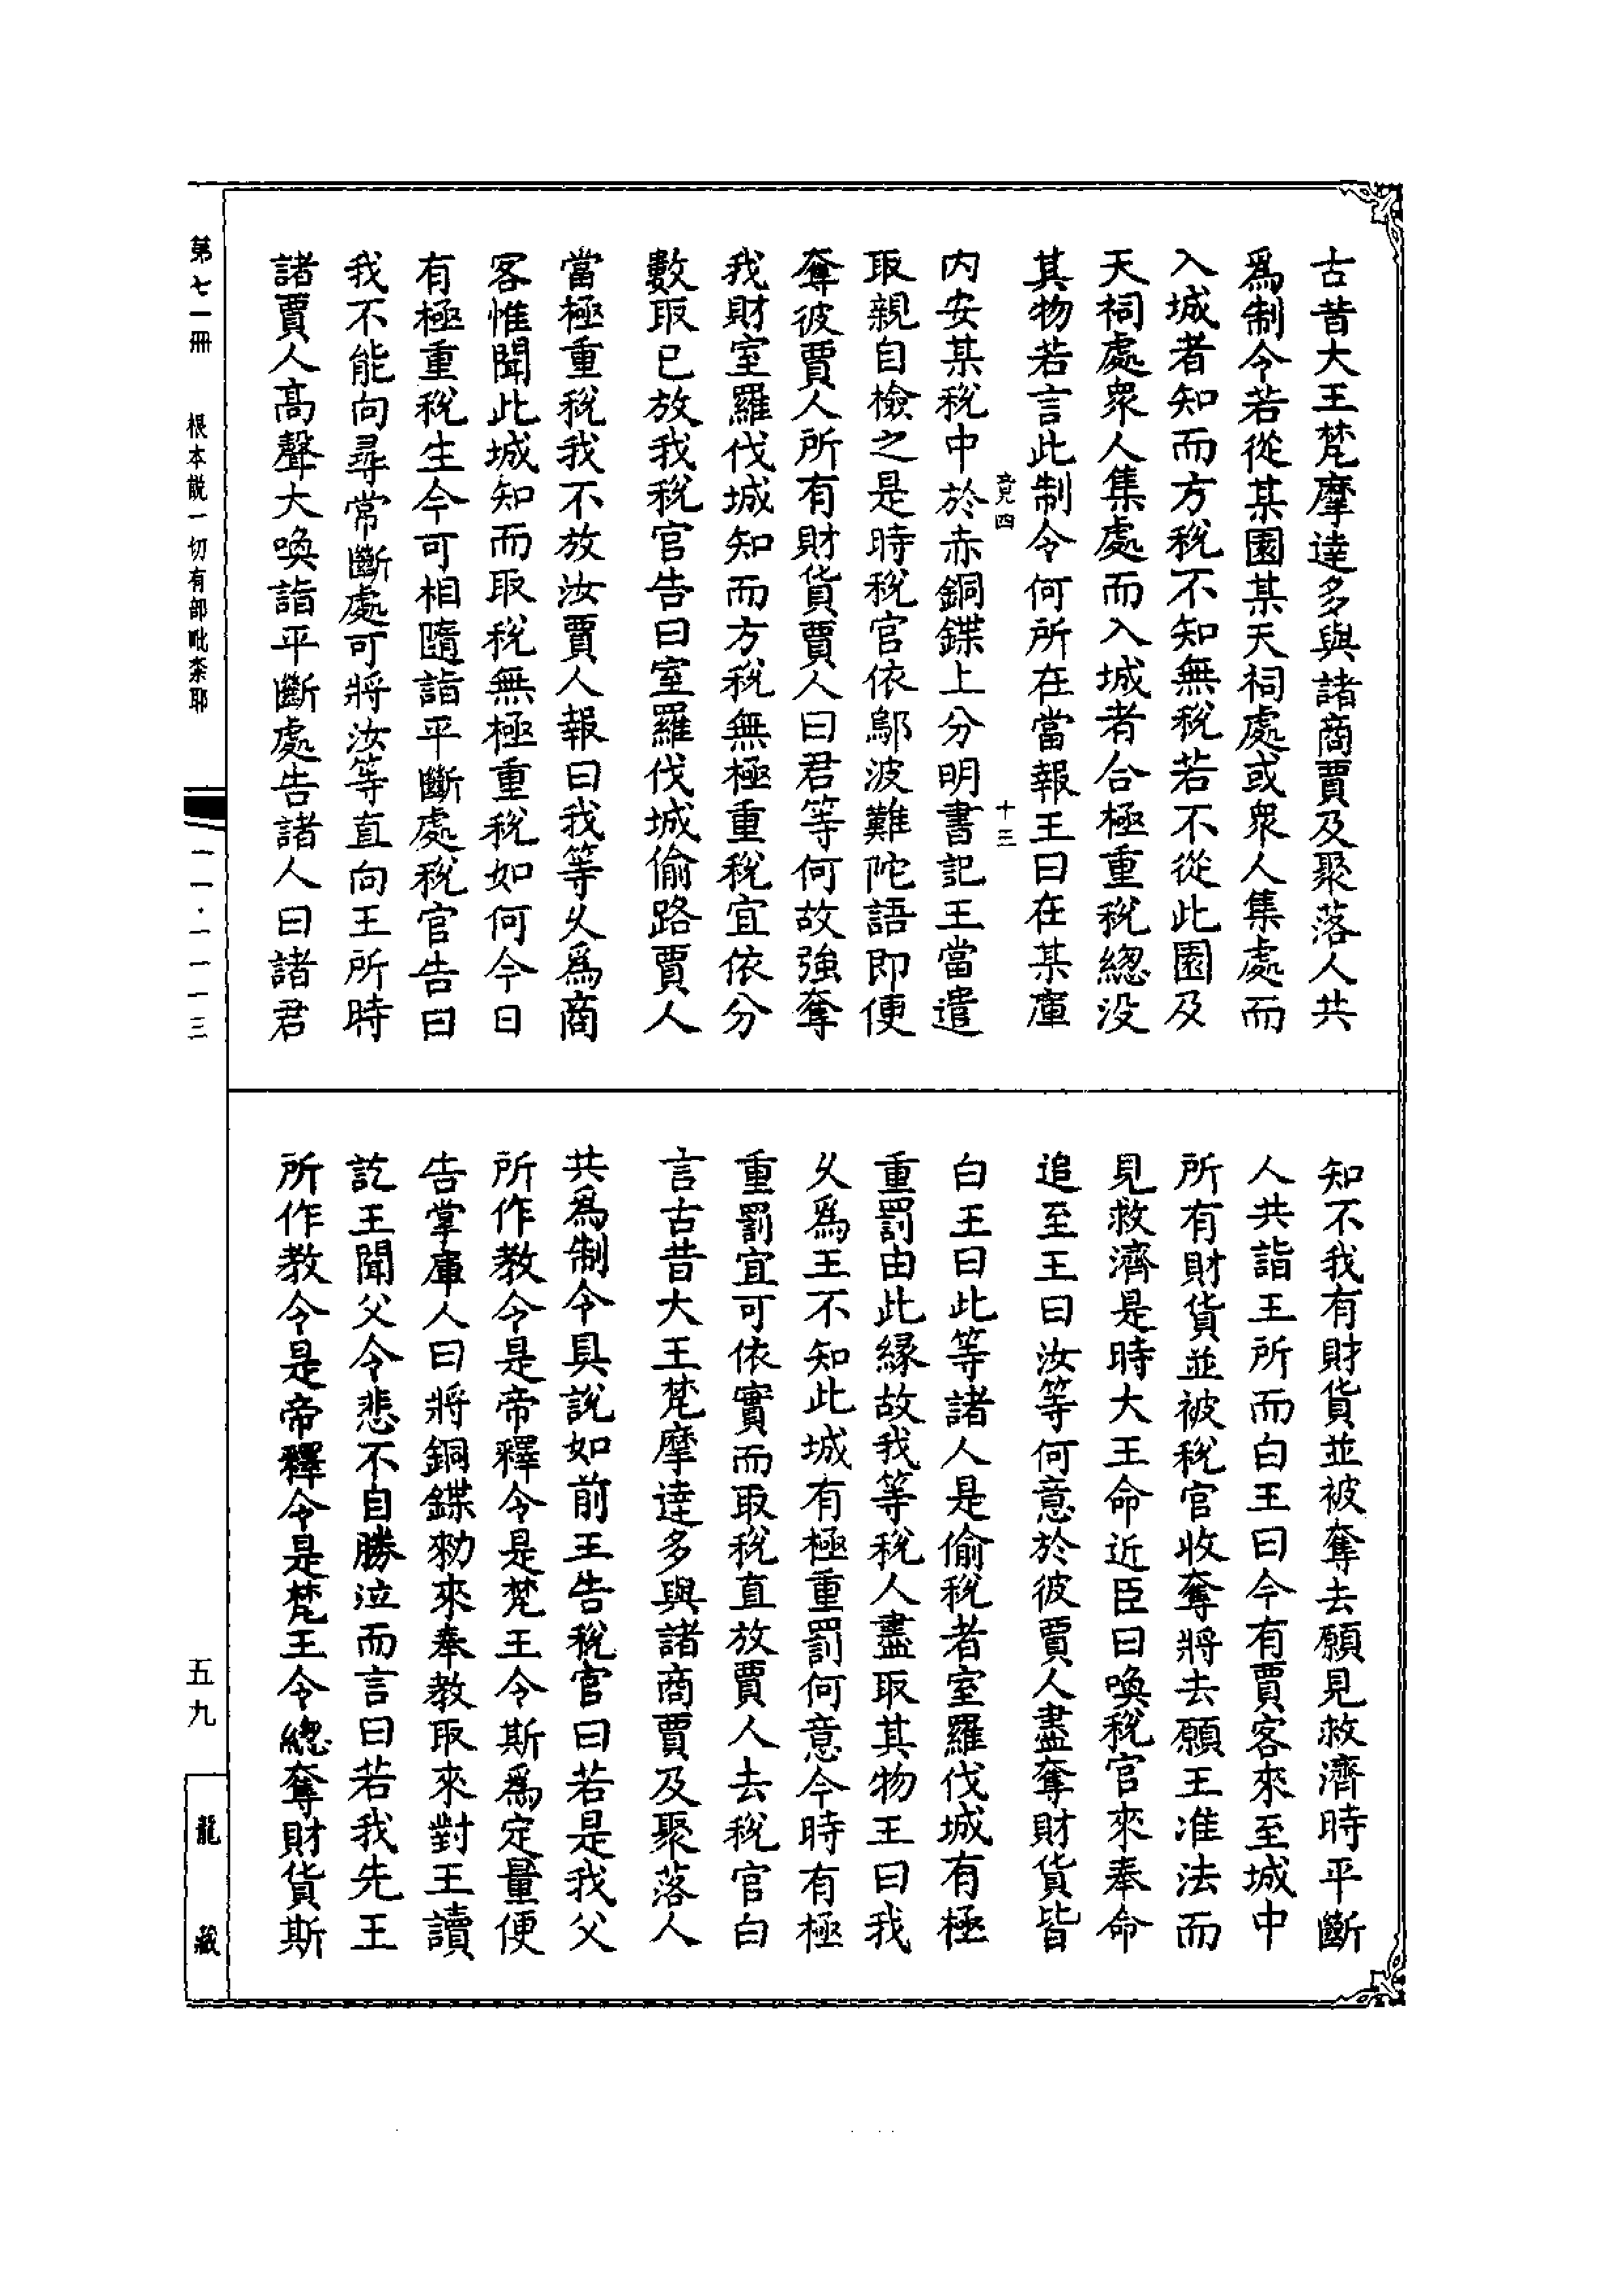 古昔大王梵摩達多與諸商賈及聚落人共
爲制令若從某園某天祠處或衆人集處而
入城者知而方稅不知無稅若不從此園及
天祠處衆人集處而入城者合極重稅總没
其物若言此制令何所在當報王曰在某庫
竟四
十三
内安某稅中於赤銅鍱上分明書記王當遣
取親自檢之是時稅官依鄔波難陀語即便
奪彼賈人所有財貨賈人曰君等何故強奪
我財室羅伐城知而方稅無極重稅宜依分
數取已放我稅官告曰室羅伐城偷路賈人
當極重稅我不放汝賈人報曰我等久爲商
客惟聞此城知而取稅無極重稅如何今日
有極重稅生今可相隨詣平斷處稅官告曰
我不能向尋常斷處可將汝等直向王所時
諸賈人高聲大喚詣平斷處告諸人曰諸君
知不我有財貨並被奪去願見救濟時平斷
人共詣王所而白王曰今有賈客來至城中
所有財貨並被稅官收奪將去願王准法而
見救濟是時大王命近臣曰喚稅官來奉命
追至王曰汝等何意於彼賈人盡奪財貨皆
白王曰此等諸人是偷稅者室羅伐城有極
重罰由此緣故我等稅人盡取其物王曰我
久爲王不知此城有極重罰何意今時有極
重罰宜可依實而取稅直放賈人去稅官白
言古昔大王梵摩達多與諸商賈及聚落人
共爲制令具說如前王告稅官曰若是我父
所作教令是帝釋令是梵王令斯爲定量便
告掌庫人曰將銅鍱勑來奉教取來對王讀
訖王聞父令悲不自勝泣而言曰若我先王
所作教令是帝釋令是梵王令總奪財貨斯
第七一冊
根本說一切有部毗柰耶
一一·一一一三
五九
龍藏